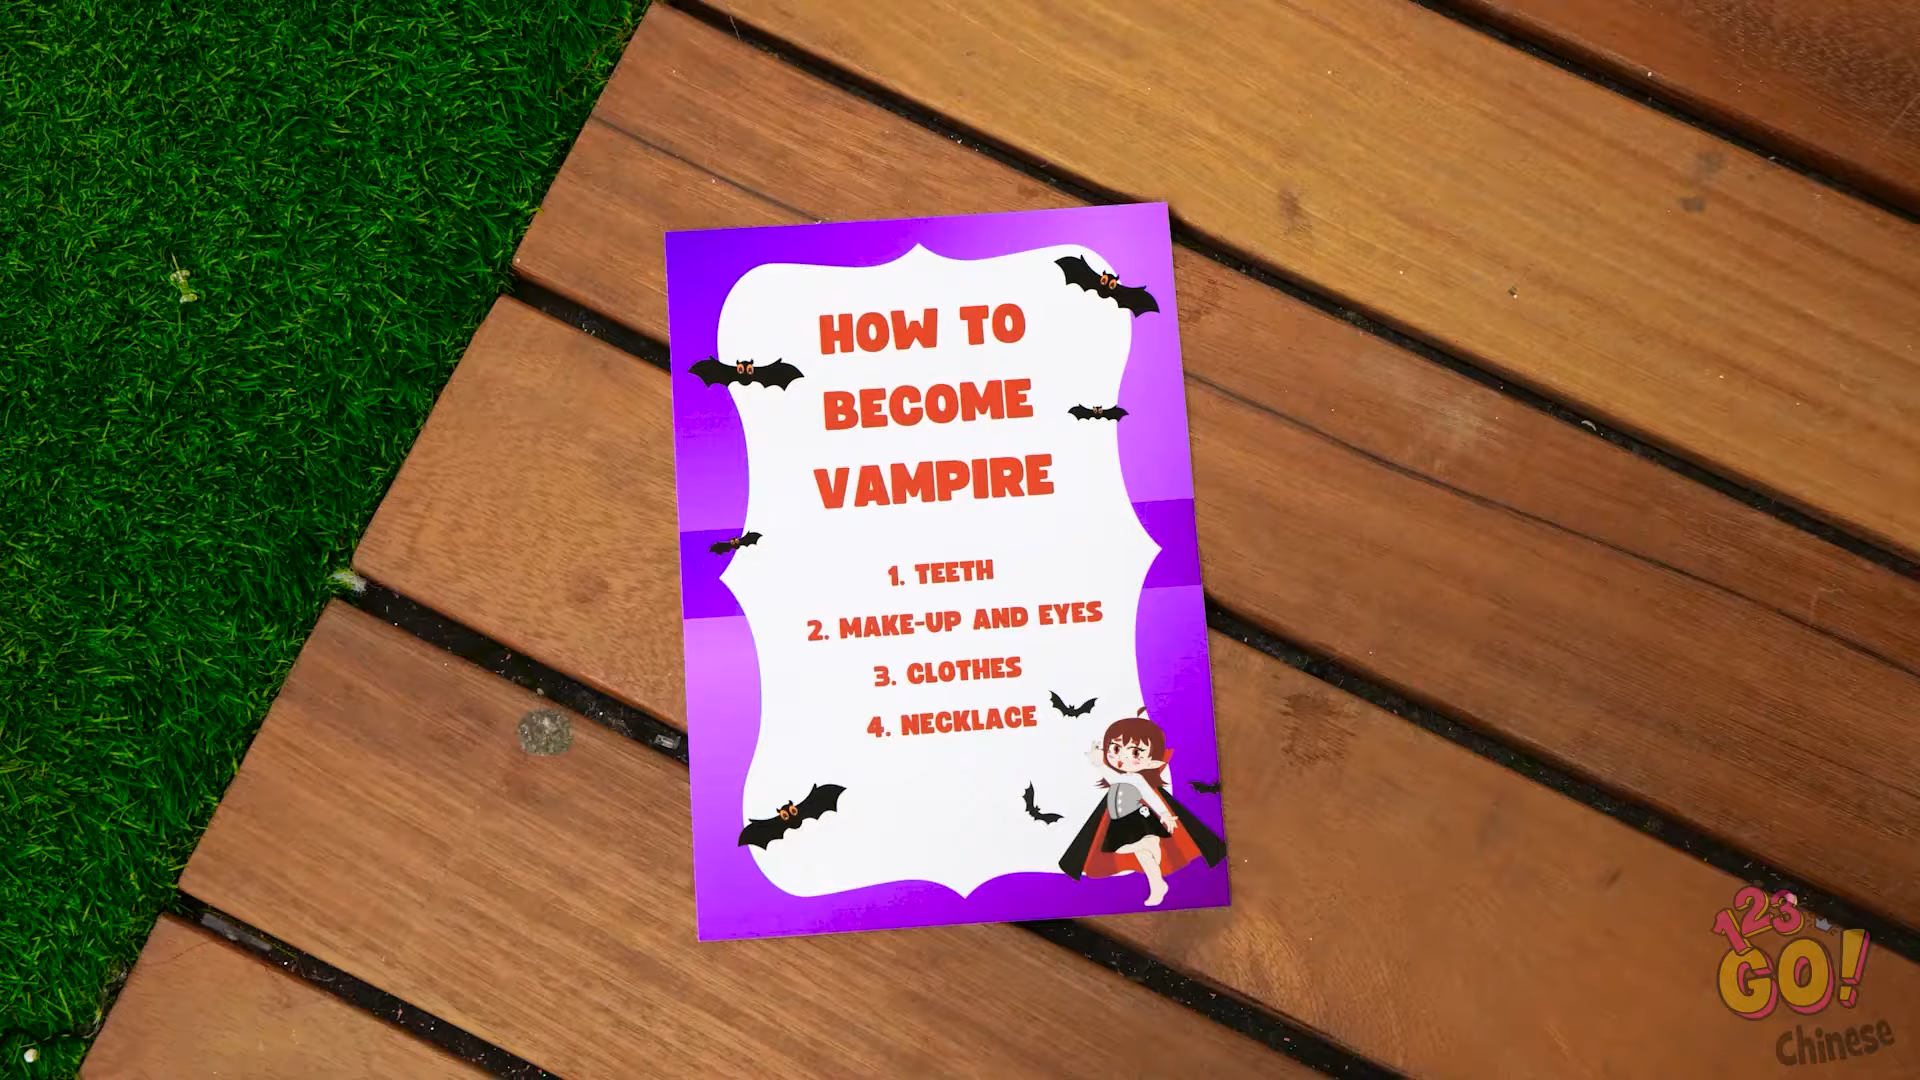 HOW TO
BECOME
VAMPIRE
1. TEETH
2. MAKE-UP AND EYES
3. CLOTHES
4. NECKLACE
123
GO!
Chinese